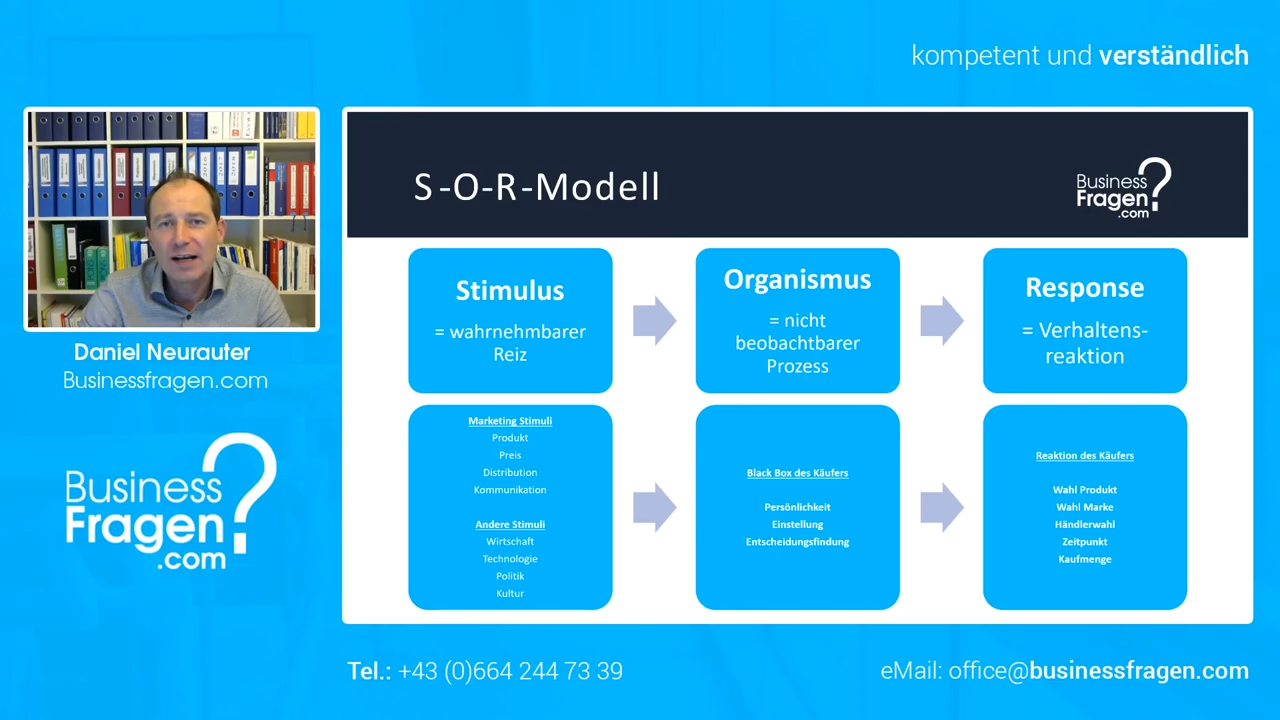 kompetent und verständlich
Daniel Neurauter
Businessfragen.com
Business
Fragen
.com
?
S-O-R-Modell
Business
Fragen
.com
?
Stimulus
= wahrnehmbarer
Reiz
Organismus
= nicht
beobachtbarer
Prozess
Response
= Verhaltens-
reaktion
Marketing Stimuli
Produkt
Preis
Distribution
Kommunikation
Andere Stimuli
Wirtschaft
Technologie
Politik
Kultur
Black Box des Käufers
Persönlichkeit
Einstellung
Entscheidungsfindung
Reaktion des Käufers
Wahl Produkt
Wahl Marke
Händlerwahl
Zeitpunkt
Kaufmenge
Tel.: +43 (0)664 244 73 39
eMail: office@businessfragen.com